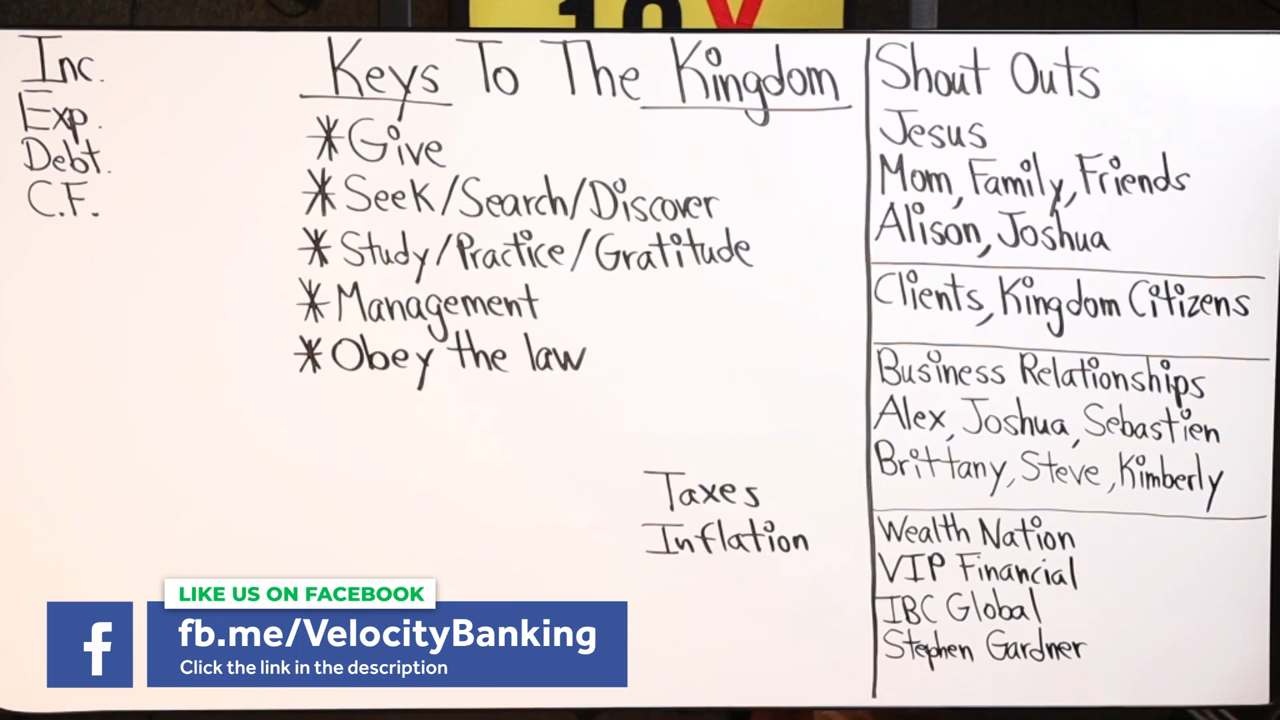 10X
Inc.
Exp.
Debt.
C.F.
Keys To The Kingdom
*Give
*Seek/Search/Discover
*Study/Practice/Gratitude
*Management
*Obey the law
Taxes
Inflation
Shout Outs
Jesus
Mom, Family, Friends
Alison, Joshua
Clients, Kingdom Citizens
Business Relationships
Alex, Joshua, Sebastien
Brittany, Steve, Kimberly
Wealth Nation
VIP Financial
IBC Global
Stephen Gardner
LIKE US ON FACEBOOK
f
fb.me/VelocityBanking
Click the link in the description